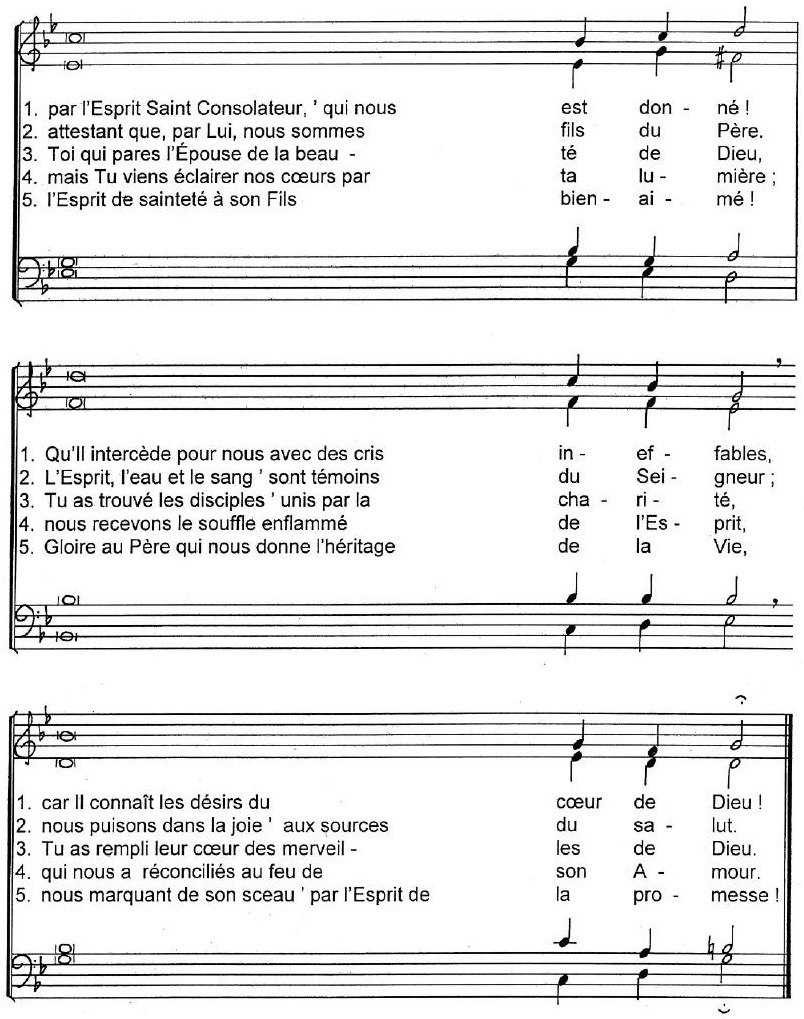 1. par l'Esprit Saint Consolateur, ' qui nous est don - né !
2. attestant que, par Lui, nous sommes fils du Père.
3. Toi qui pares l'Épouse de la beau - té de Dieu,
4. mais Tu viens éclairer nos cœurs par ta lu - mière ;
5. l'Esprit de sainteté à son Fils bien - ai - mé !
1. Qu'Il intercède pour nous avec des cris in - ef - fables,
2. L'Esprit, l'eau et le sang ' sont témoins du Sei - gneur ;
3. Tu as trouvé les disciples ' unis par la cha - ri - té,
4. nous recevons le souffle enflammé de l'Es - prit,
5. Gloire au Père qui nous donne l'héritage de la Vie,
1. car Il connaît les désirs du cœur de Dieu !
2. nous puisons dans la joie ' aux sources du sa - lut.
3. Tu as rempli leur cœur des merveil - les de Dieu.
4. qui nous a réconciliés au feu de son A - mour.
5. nous marquant de son sceau ' par l'Esprit de la pro - messe !